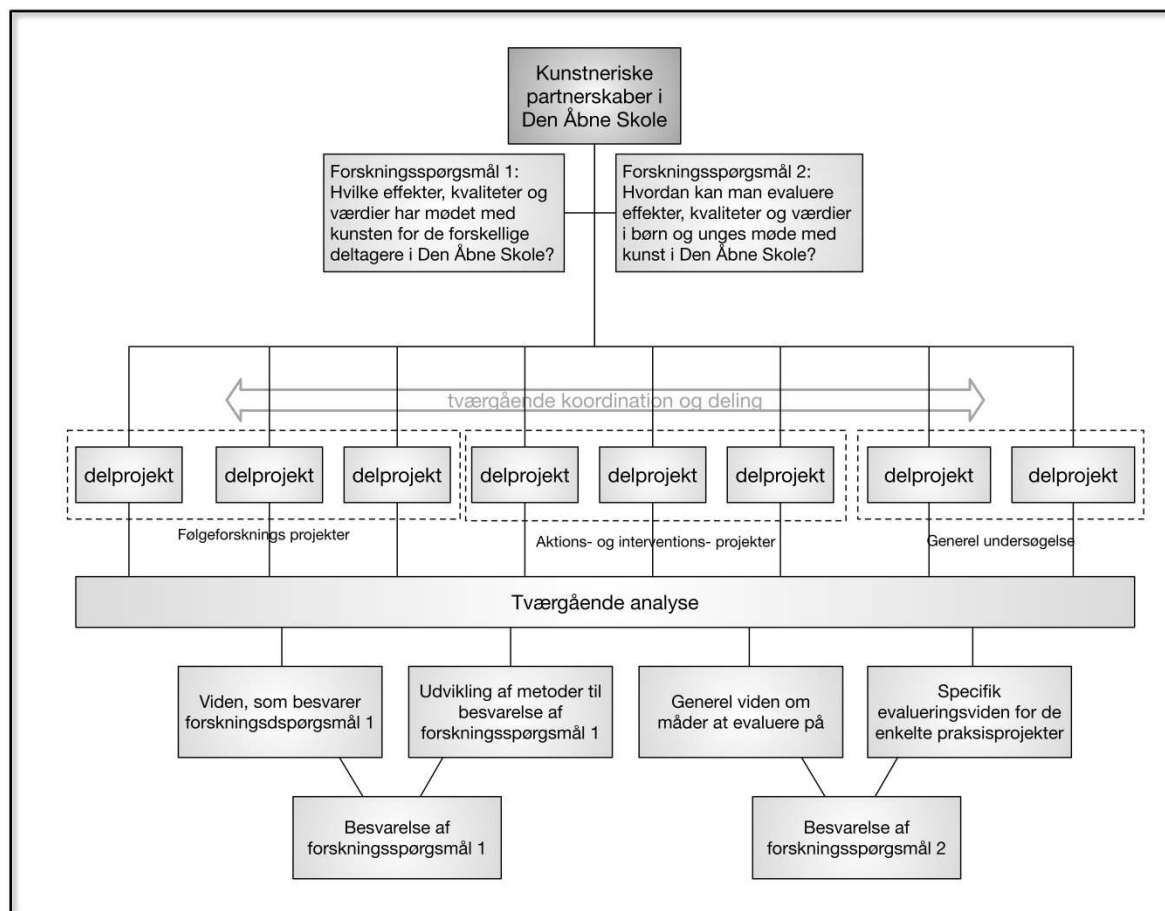 Kunstneriske
partnerskaber i
Den Åbne Skole
Forskningsspørgsmål 1:
Hvilke effekter, kvaliteter og
værdier har mødet med
kunsten for de forskellige
deltagere i Den Åbne Skole?
Forskningsspørgsmål 2:
Hvordan kan man evaluere
effekter, kvaliteter og værdier
i børn og unges møde med
kunst i Den Åbne Skole?
tværgående koordination og deling
delprojekt
delprojekt
delprojekt
delprojekt
delprojekt
delprojekt
delprojekt
delprojekt
Følgeforsknings projekter
Aktions- og interventions- projekter
Generel undersøgelse
Tværgående analyse
Viden, som besvarer
forskningsdspørgsmål 1
Udvikling af metoder til
besvarelse af
forskningsspørgsmål 1
Generel viden om
måder at evaluere på
Specifik
evalueringsviden for de
enkelte praksisprojekter
Besvarelse af
forskningsspørgsmål 1
Besvarelse af
forskningsspørgsmål 2